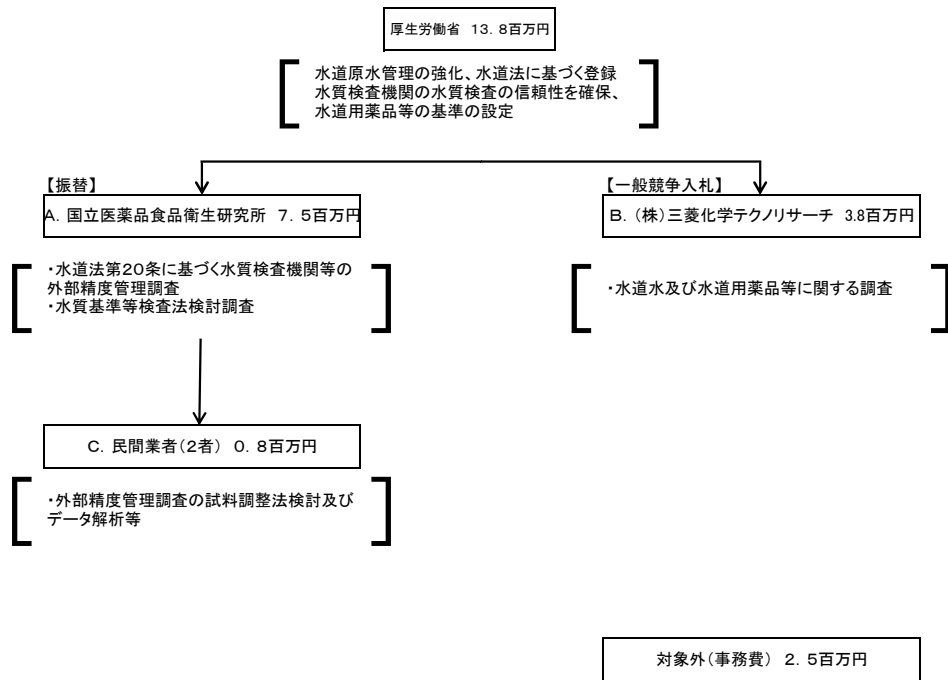 厚生労働省 13.8百万円
水道原水管理の強化、水道法に基づく登録
水質検査機関の水質検査の信頼性を確保、
水道用薬品等の基準の設定
【振替】
A. 国立医薬品食品衛生研究所 7.5百万円
・水道法第20条に基づく水質検査機関等の
外部精度管理調査
・水質基準等検査法検討調査
【一般競争入札】
B. (株)三菱化学テクノリサーチ 3.8百万円
・水道水及び水道用薬品等に関する調査
C. 民間業者(2者) 0.8百万円
・外部精度管理調査の試料調整法検討及び
データ解析等
対象外(事務費) 2.5百万円